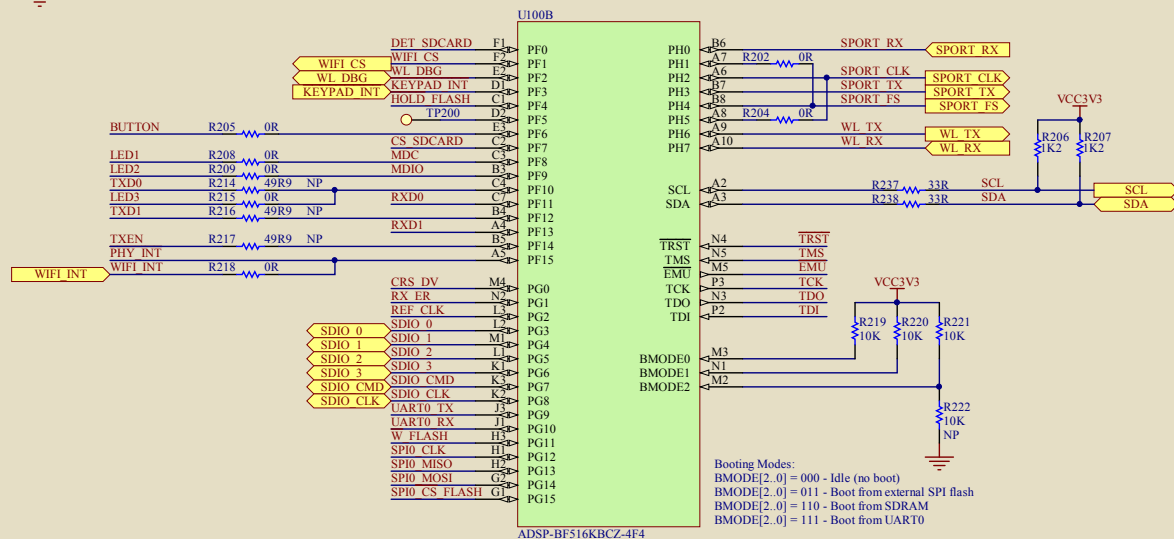 U100B
DET_SDCARD F1 PF0
WIFI_CS WIFI_CS F2 PF1
WL_DBG WL_DBG E2 PF2
KEYPAD_INT KEYPAD_INT D1 PF3
HOLD_FLASH C1 PF4
TP200 D2 PF5
BUTTON R205 0R E3 PF6
CS_SDCARD C2 PF7
LED1 R208 0R MDC C3 PF8
LED2 R209 0R MDIO B3 PF9
TXD0 R214 49R9 NP C4 PF10
LED3 R215 0R RXD0 C7 PF11
TXD1 R216 49R9 NP B4 PF12
RXD1 A4 PF13
TXEN R217 49R9 NP B5 PF14
PHY_INT A5 PF15
WIFI_INT WIFI_INT R218 0R
CRS_DV M4 PG0
RX_ER N2 PG1
REF_CLK L3 PG2
SDIO_0 SDIO_0 L2 PG3
SDIO_1 SDIO_1 M1 PG4
SDIO_2 SDIO_2 L1 PG5
SDIO_3 SDIO_3 K1 PG6
SDIO_CMD SDIO_CMD K3 PG7
SDIO_CLK SDIO_CLK K2 PG8
UART0_TX J3 PG9
UART0_RX J1 PG10
W_FLASH H3 PG11
SPI0_CLK H1 PG12
SPI0_MISO H2 PG13
SPI0_MOSI G2 PG14
SPI0_CS_FLASH G1 PG15
PH0 B6 SPORT_RX SPORT_RX
PH1 A7 R202 0R
PH2 A6 SPORT_CLK SPORT_CLK
PH3 B7 SPORT_TX SPORT_TX
PH4 B8 SPORT_FS SPORT_FS
PH5 A8 R204 0R
PH6 A9 WL_TX WL_TX
PH7 A10 WL_RX WL_RX
VCC3V3
R206 R207
1K2 1K2
SCL A2 R237 33R SCL SCL
SDA A3 R238 33R SDA SDA
TRST N4 TRST
TMS N5 TMS
EMU M5 EMU
TCK P3 TCK
TDO N3 TDO
TDI P2 TDI
VCC3V3
R219 R220 R221
10K 10K 10K
BMODE0 M3
BMODE1 N1
BMODE2 M2
R222
10K
NP
Booting Modes:
BMODE[2..0] = 000 - Idle (no boot)
BMODE[2..0] = 011 - Boot from external SPI flash
BMODE[2..0] = 110 - Boot from SDRAM
BMODE[2..0] = 111 - Boot from UART0
ADSP-BF516KBCZ-4F4